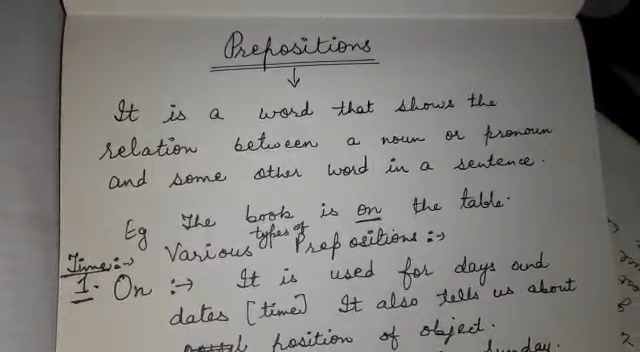 Prepositions
↓
It is a word that shows the
relation between a noun or pronoun
and some other word in a sentence.
Eg The book is on the table.
Various types of Prepositions :→
Time :→
1. On :→ It is used for days and
dates [time] It also tells us about
position of object.
Sunday.